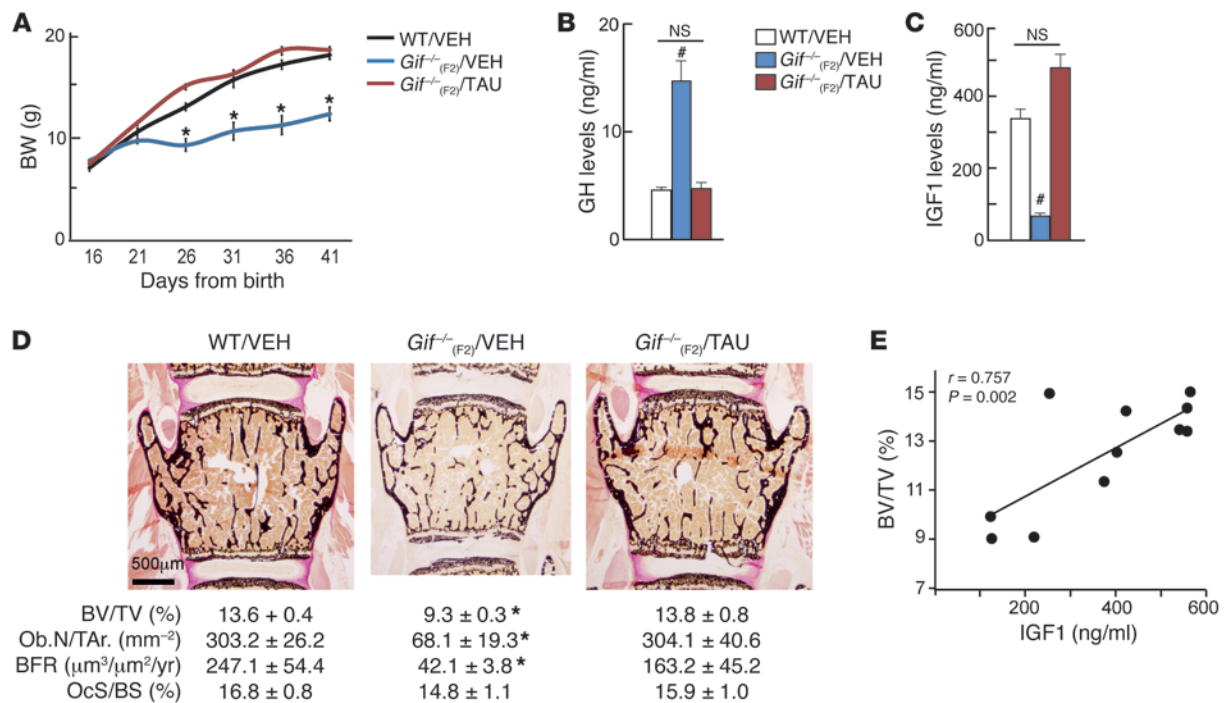 A
BW (g)
20
10
0
16 21 26 31 36 41
Days from birth
* * * *
WT/VEH
Gif–/–(F2)/VEH
Gif–/–(F2)/TAU
B
GH levels (ng/ml)
20
10
0
NS
#
WT/VEH
Gif–/–(F2)/VEH
Gif–/–(F2)/TAU
C
IGF1 levels (ng/ml)
600
400
200
0
NS
#
D
WT/VEH Gif–/–(F2)/VEH Gif–/–(F2)/TAU
500µm
BV/TV (%) 13.6 + 0.4 9.3 ± 0.3 * 13.8 ± 0.8
Ob.N/TAr. (mm–2) 303.2 ± 26.2 68.1 ± 19.3* 304.1 ± 40.6
BFR (µm3/µm2/yr) 247.1 ± 54.4 42.1 ± 3.8 * 163.2 ± 45.2
OcS/BS (%) 16.8 ± 0.8 14.8 ± 1.1 15.9 ± 1.0
E
r = 0.757
P = 0.002
BV/TV (%)
15
13
11
9
7
200 400 600
IGF1 (ng/ml)